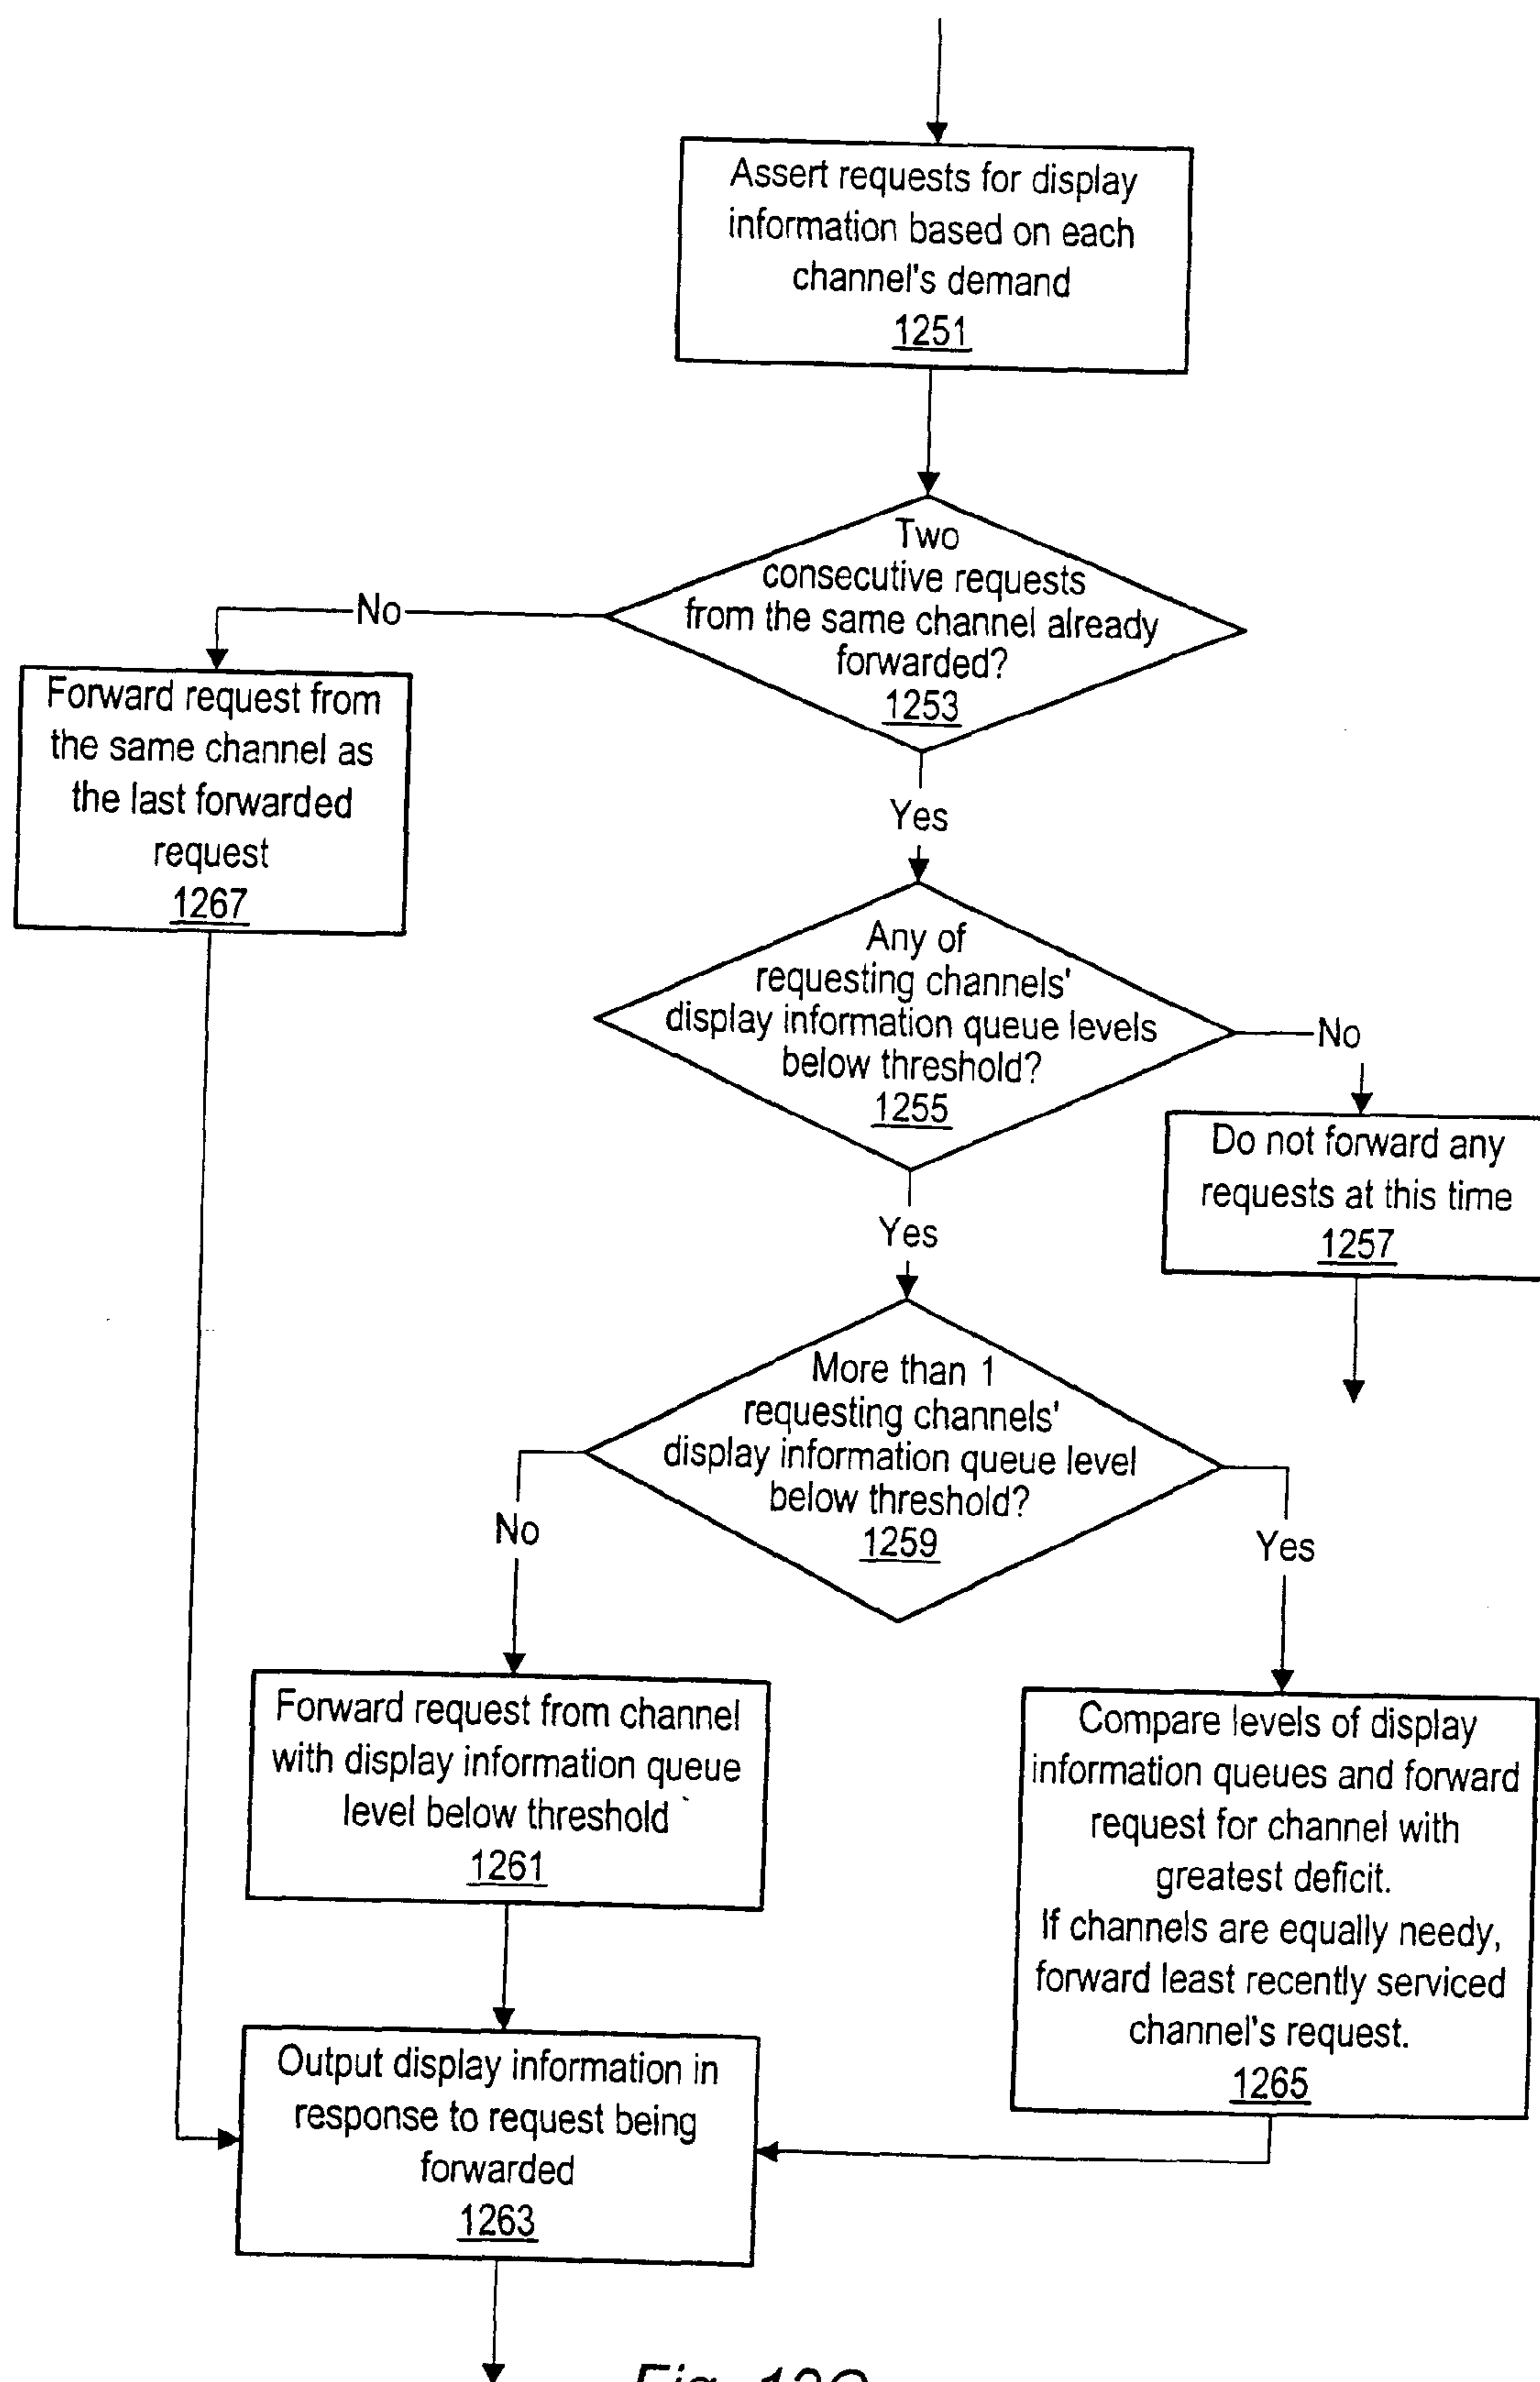 Assert requests for display
information based on each
channel's demand
1251
Two
consecutive requests
from the same channel already
forwarded?
1253
No
Forward request from
the same channel as
the last forwarded
request
1267
Yes
Any of
requesting channels'
display information queue levels
below threshold?
1255
No
Do not forward any
requests at this time
1257
Yes
More than 1
requesting channels'
display information queue level
below threshold?
1259
No
Yes
Forward request from channel
with display information queue
level below threshold
1261
Compare levels of display
information queues and forward
request for channel with
greatest deficit.
If channels are equally needy,
forward least recently serviced
channel's request.
1265
Output display information in
response to request being
forwarded
1263
Fig.